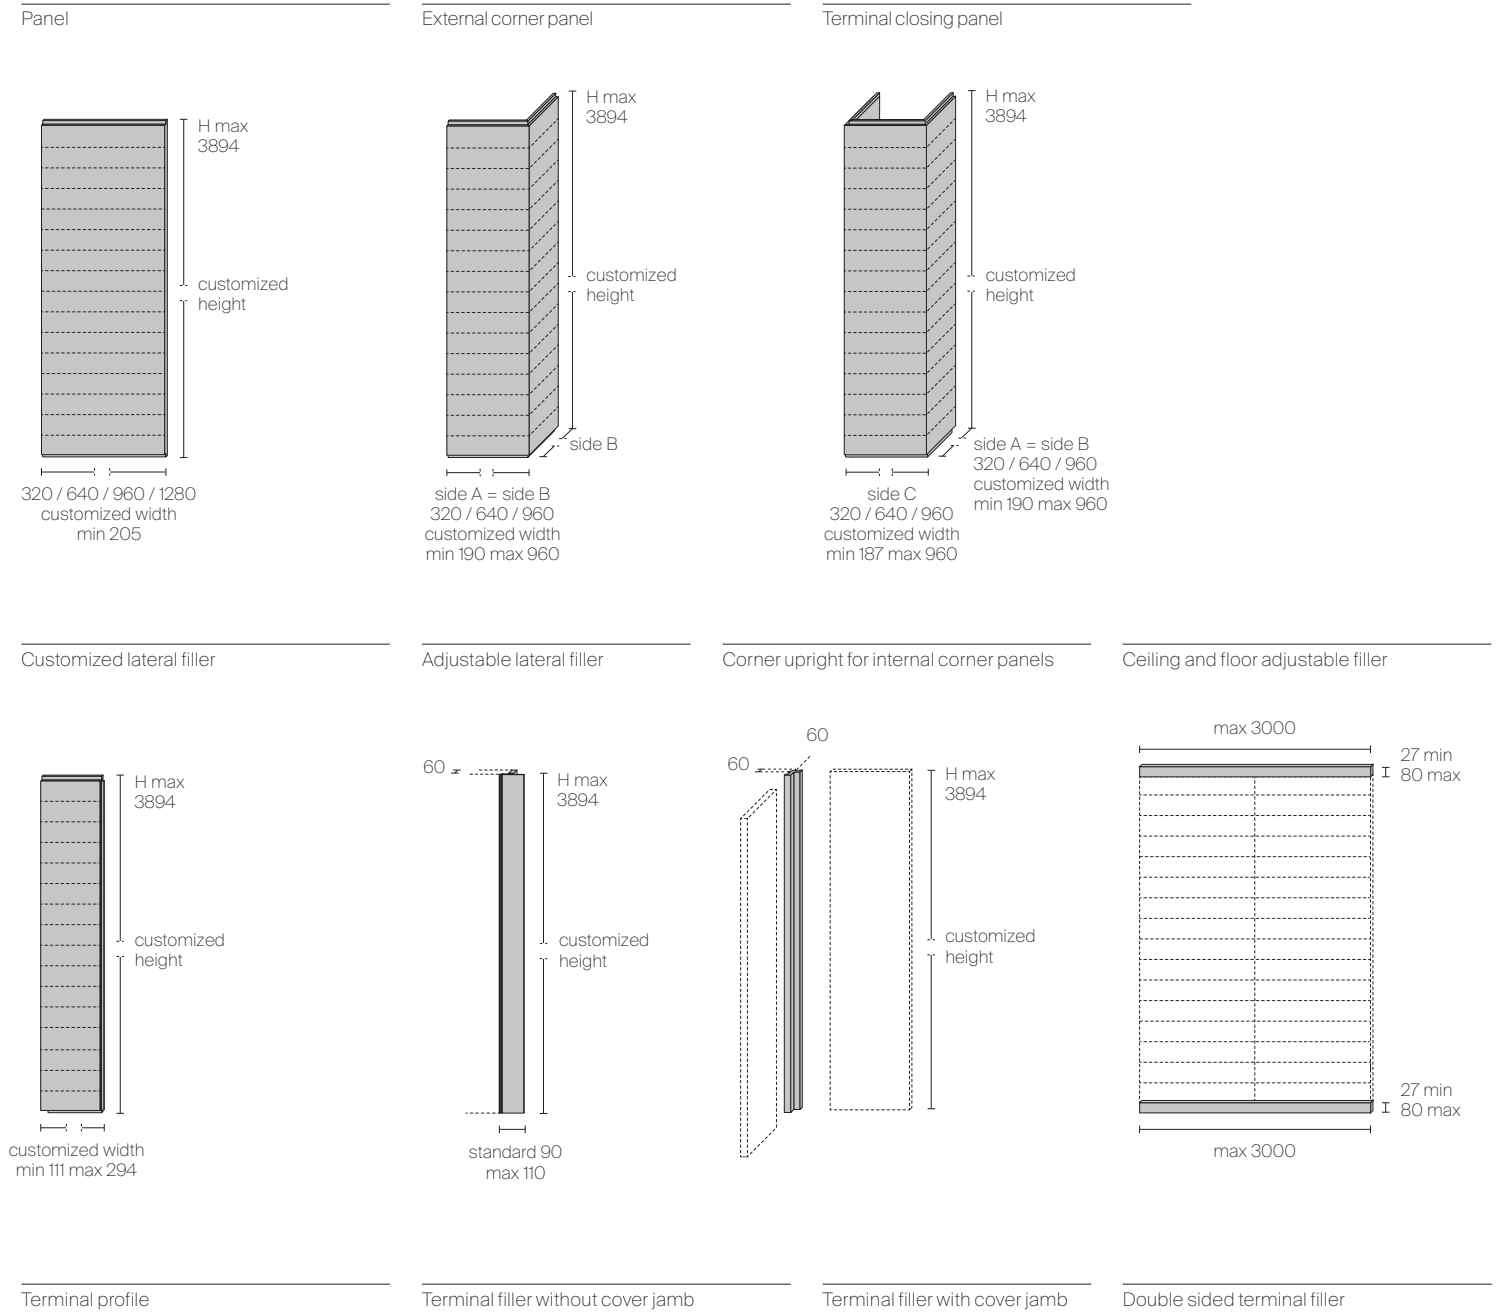 Panel
External corner panel
Terminal closing panel
H max
3894
customized
height
320 / 640 / 960 / 1280
customized width
min 205
H max
3894
customized
height
side B
side A = side B
320 / 640 / 960
customized width
min 190 max 960
H max
3894
customized
height
side A = side B
320 / 640 / 960
customized width
min 190 max 960
side C
320 / 640 / 960
customized width
min 187 max 960
Customized lateral filler
Adjustable lateral filler
Corner upright for internal corner panels
Ceiling and floor adjustable filler
H max
3894
customized
height
customized width
min 111 max 294
60
H max
3894
customized
height
standard 90
max 110
60
60
H max
3894
customized
height
max 3000
27 min
80 max
27 min
80 max
max 3000
Terminal profile
Terminal filler without cover jamb
Terminal filler with cover jamb
Double sided terminal filler